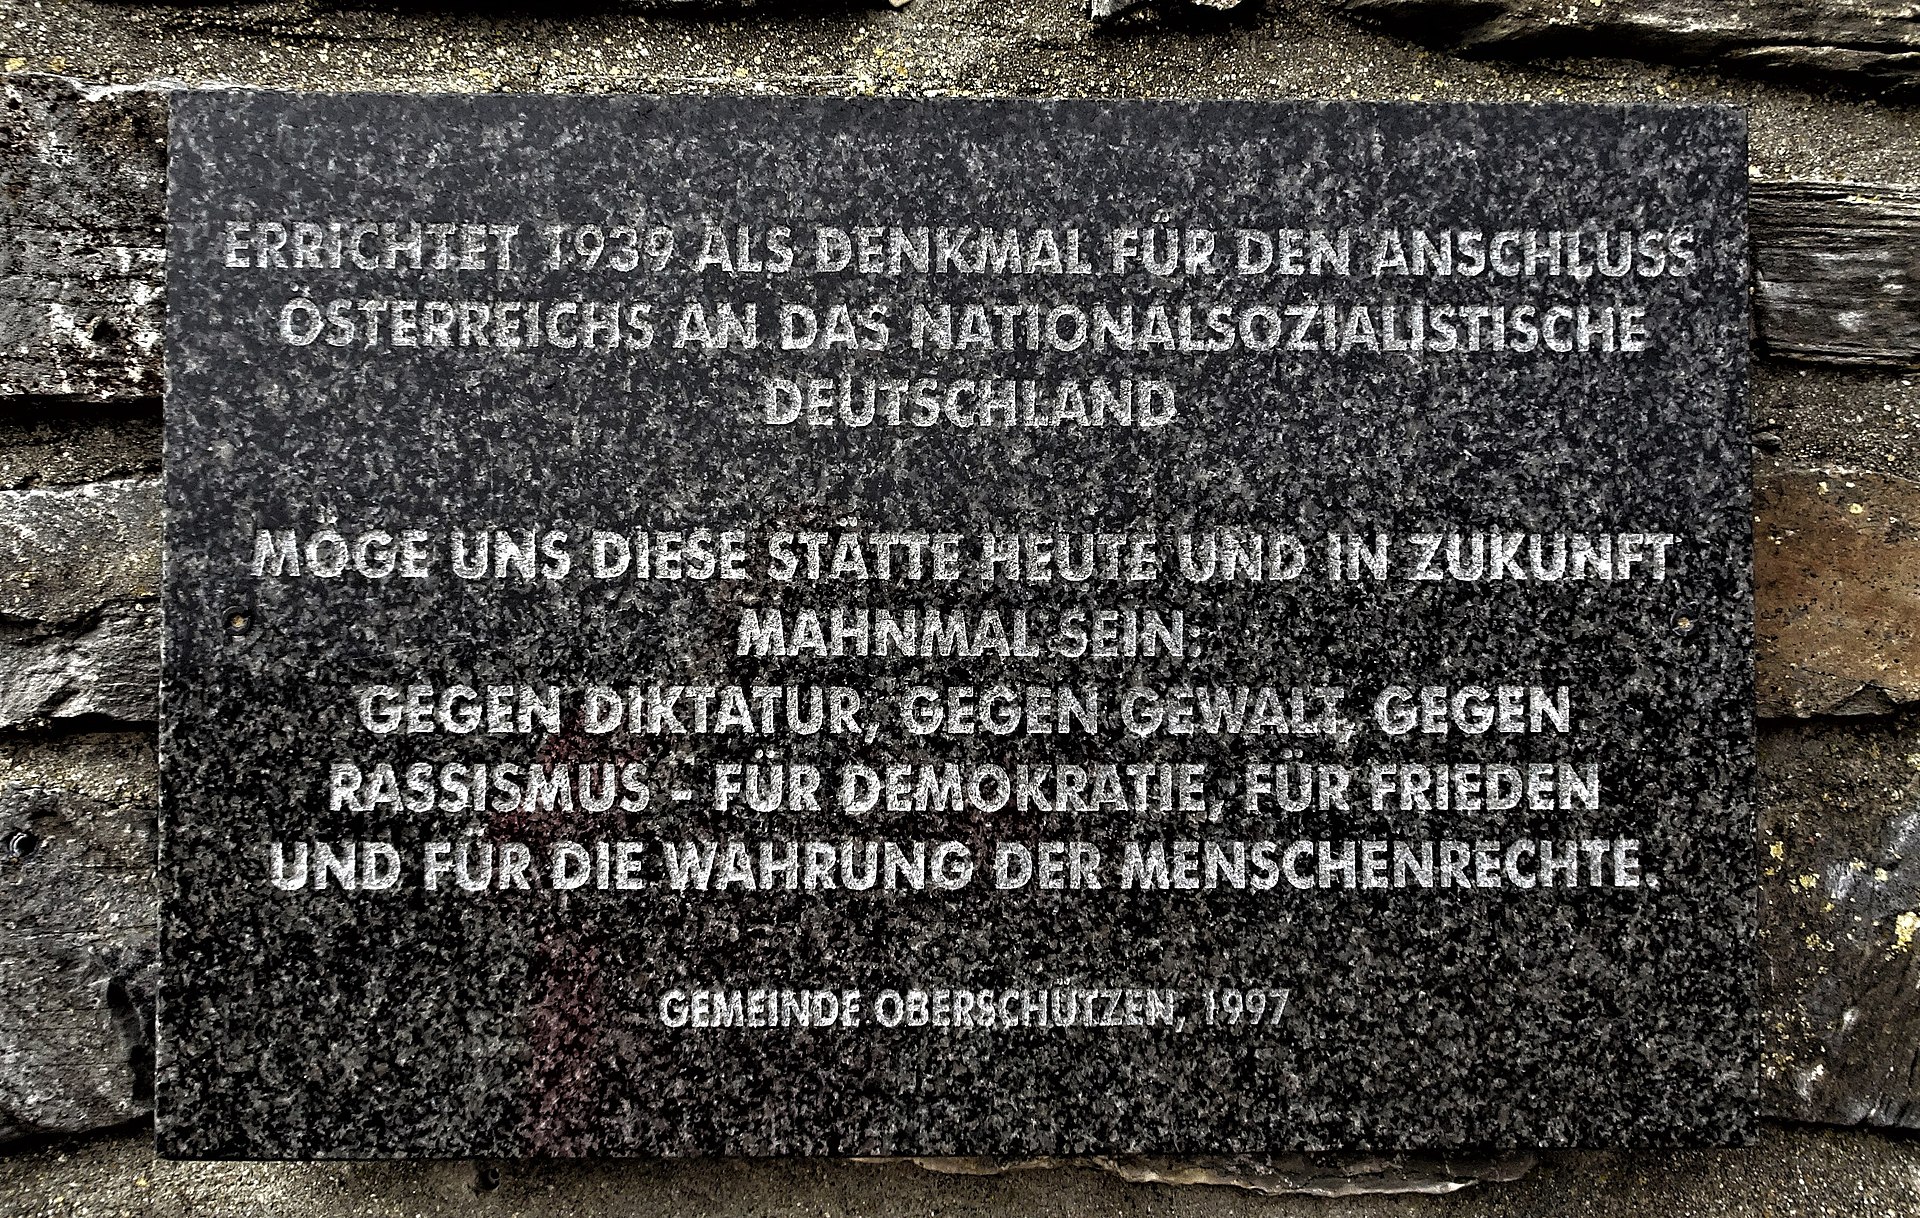 ERRICHTET 1939 ALS DENKMAL FÜR DEN ANSCHLUSS
ÖSTERREICHS AN DAS NATIONALSOZIALISTISCHE
DEUTSCHLAND
MÖGE UNS DIESE STÄTTE HEUTE UND IN ZUKUNFT
MAHNMAL SEIN:
GEGEN DIKTATUR, GEGEN GEWALT, GEGEN
RASSISMUS - FÜR DEMOKRATIE, FÜR FRIEDEN
UND FÜR DIE WAHRUNG DER MENSCHENRECHTE.
GEMEINDE OBERSCHÜTZEN, 1997